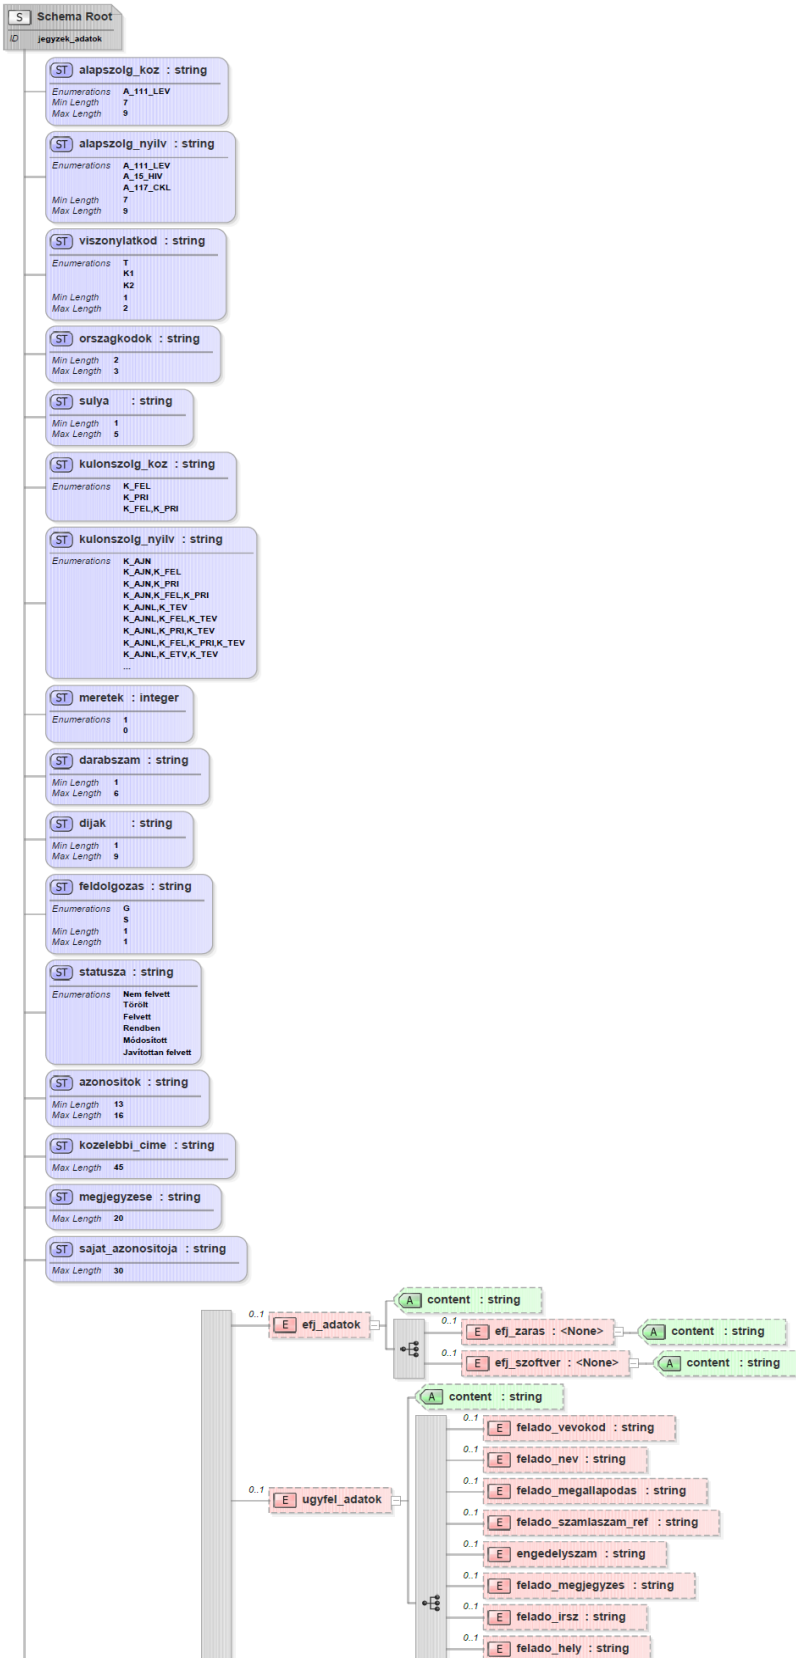 S Schema Root
ID jegyzek_adatok
ST alapszolg_koz : string
Enumerations A_111_LEV
Min Length 7
Max Length 9
ST alapszolg_nyilv : string
Enumerations A_111_LEV
A_15_HIV
A_117_CKL
Min Length 7
Max Length 9
ST viszonylatkod : string
Enumerations T
K1
K2
Min Length 1
Max Length 2
ST orszagkodok : string
Min Length 2
Max Length 3
ST sulya : string
Min Length 1
Max Length 5
ST kulonszolg_koz : string
Enumerations K_FEL
K_PRI
K_FEL,K_PRI
ST kulonszolg_nyilv : string
Enumerations K_AJN
K_AJN,K_FEL
K_AJN,K_PRI
K_AJN,K_FEL,K_PRI
K_AJNL,K_TEV
K_AJNL,K_FEL,K_TEV
K_AJNL,K_PRI,K_TEV
K_AJNL,K_FEL,K_PRI,K_TEV
K_AJNL,K_ETV,K_TEV
...
ST meretek : integer
Enumerations 1
0
ST darabszam : string
Min Length 1
Max Length 6
ST dijak : string
Min Length 1
Max Length 9
ST feldolgozas : string
Enumerations G
S
Min Length 1
Max Length 1
ST statusza : string
Enumerations Nem felvett
Törölt
Felvett
Rendben
Módosított
Javítottan felvett
ST azonositok : string
Min Length 13
Max Length 16
ST kozelebbi_cime : string
Max Length 45
ST megjegyzese : string
Max Length 20
ST sajat_azonositoja : string
Max Length 30
A content : string
0..1 E efj_adatok
0..1 E efj_zaras : <None> A content : string
0..1 E efj_szoftver : <None> A content : string
A content : string
0..1 E felado_vevokod : string
0..1 E felado_nev : string
0..1 E felado_megallapodas : string
0..1 E ugyfel_adatok
0..1 E felado_szamlaszam_ref : string
0..1 E engedelyszam : string
0..1 E felado_megjegyzes : string
0..1 E felado_irsz : string
0..1 E felado_hely : string